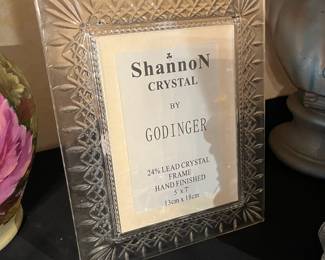 ShannoN
CRYSTAL
BY
GODINGER
24% LEAD CRYSTAL
FRAME
HAND FINISHED
5" x 7"
13cm x 18cm